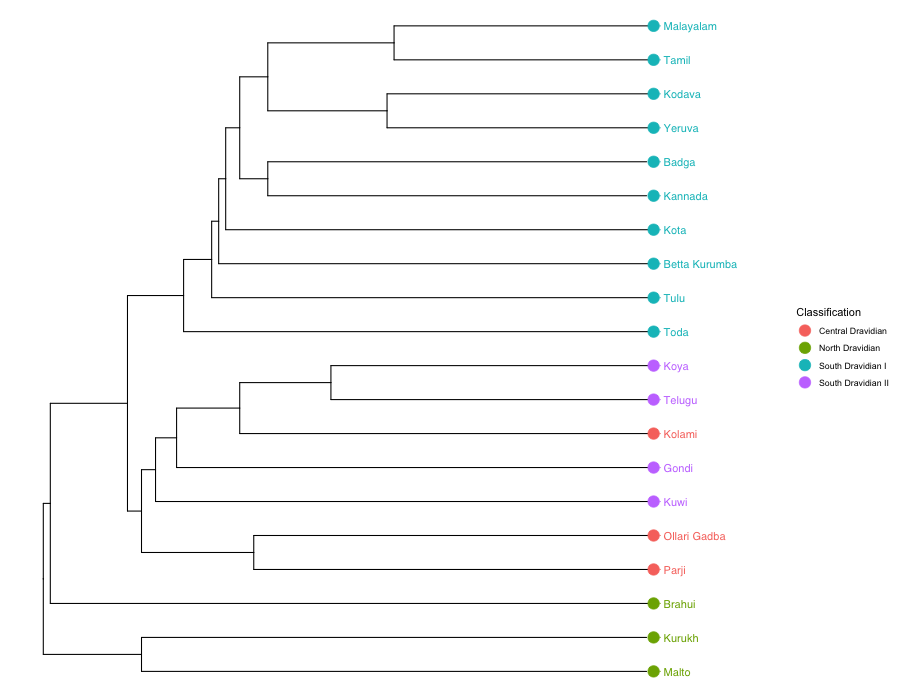 Malayalam
Tamil
Kodava
Yeruva
Badga
Kannada
Kota
Betta Kurumba
Tulu
Toda
Koya
Telugu
Kolami
Gondi
Kuwi
Ollari Gadba
Parji
Brahui
Kurukh
Malto
Classification
Central Dravidian
North Dravidian
South Dravidian I
South Dravidian II